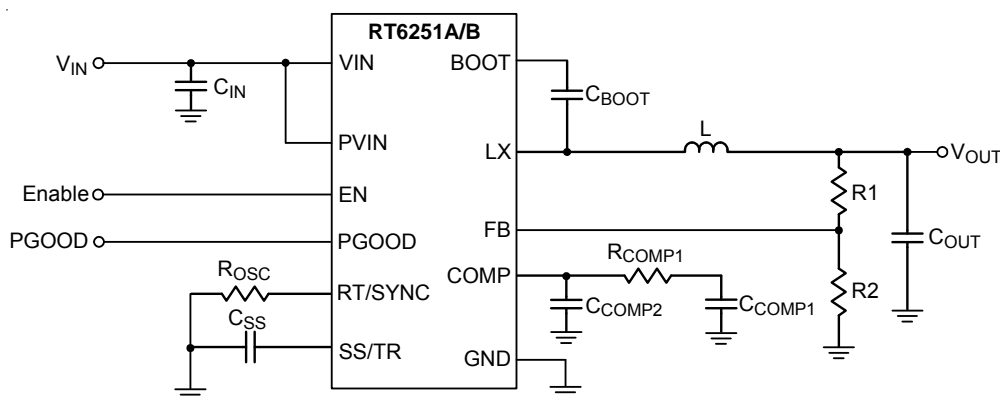 RT6251A/B
VIN
VIN
BOOT
CIN
CBOOT
PVIN
LX
L
VOUT
Enable
EN
R1
PGOOD
PGOOD
FB
COUT
ROSC
RT/SYNC
COMP
RCOMP1
R2
CCOMP2
CCOMP1
CSS
SS/TR
GND